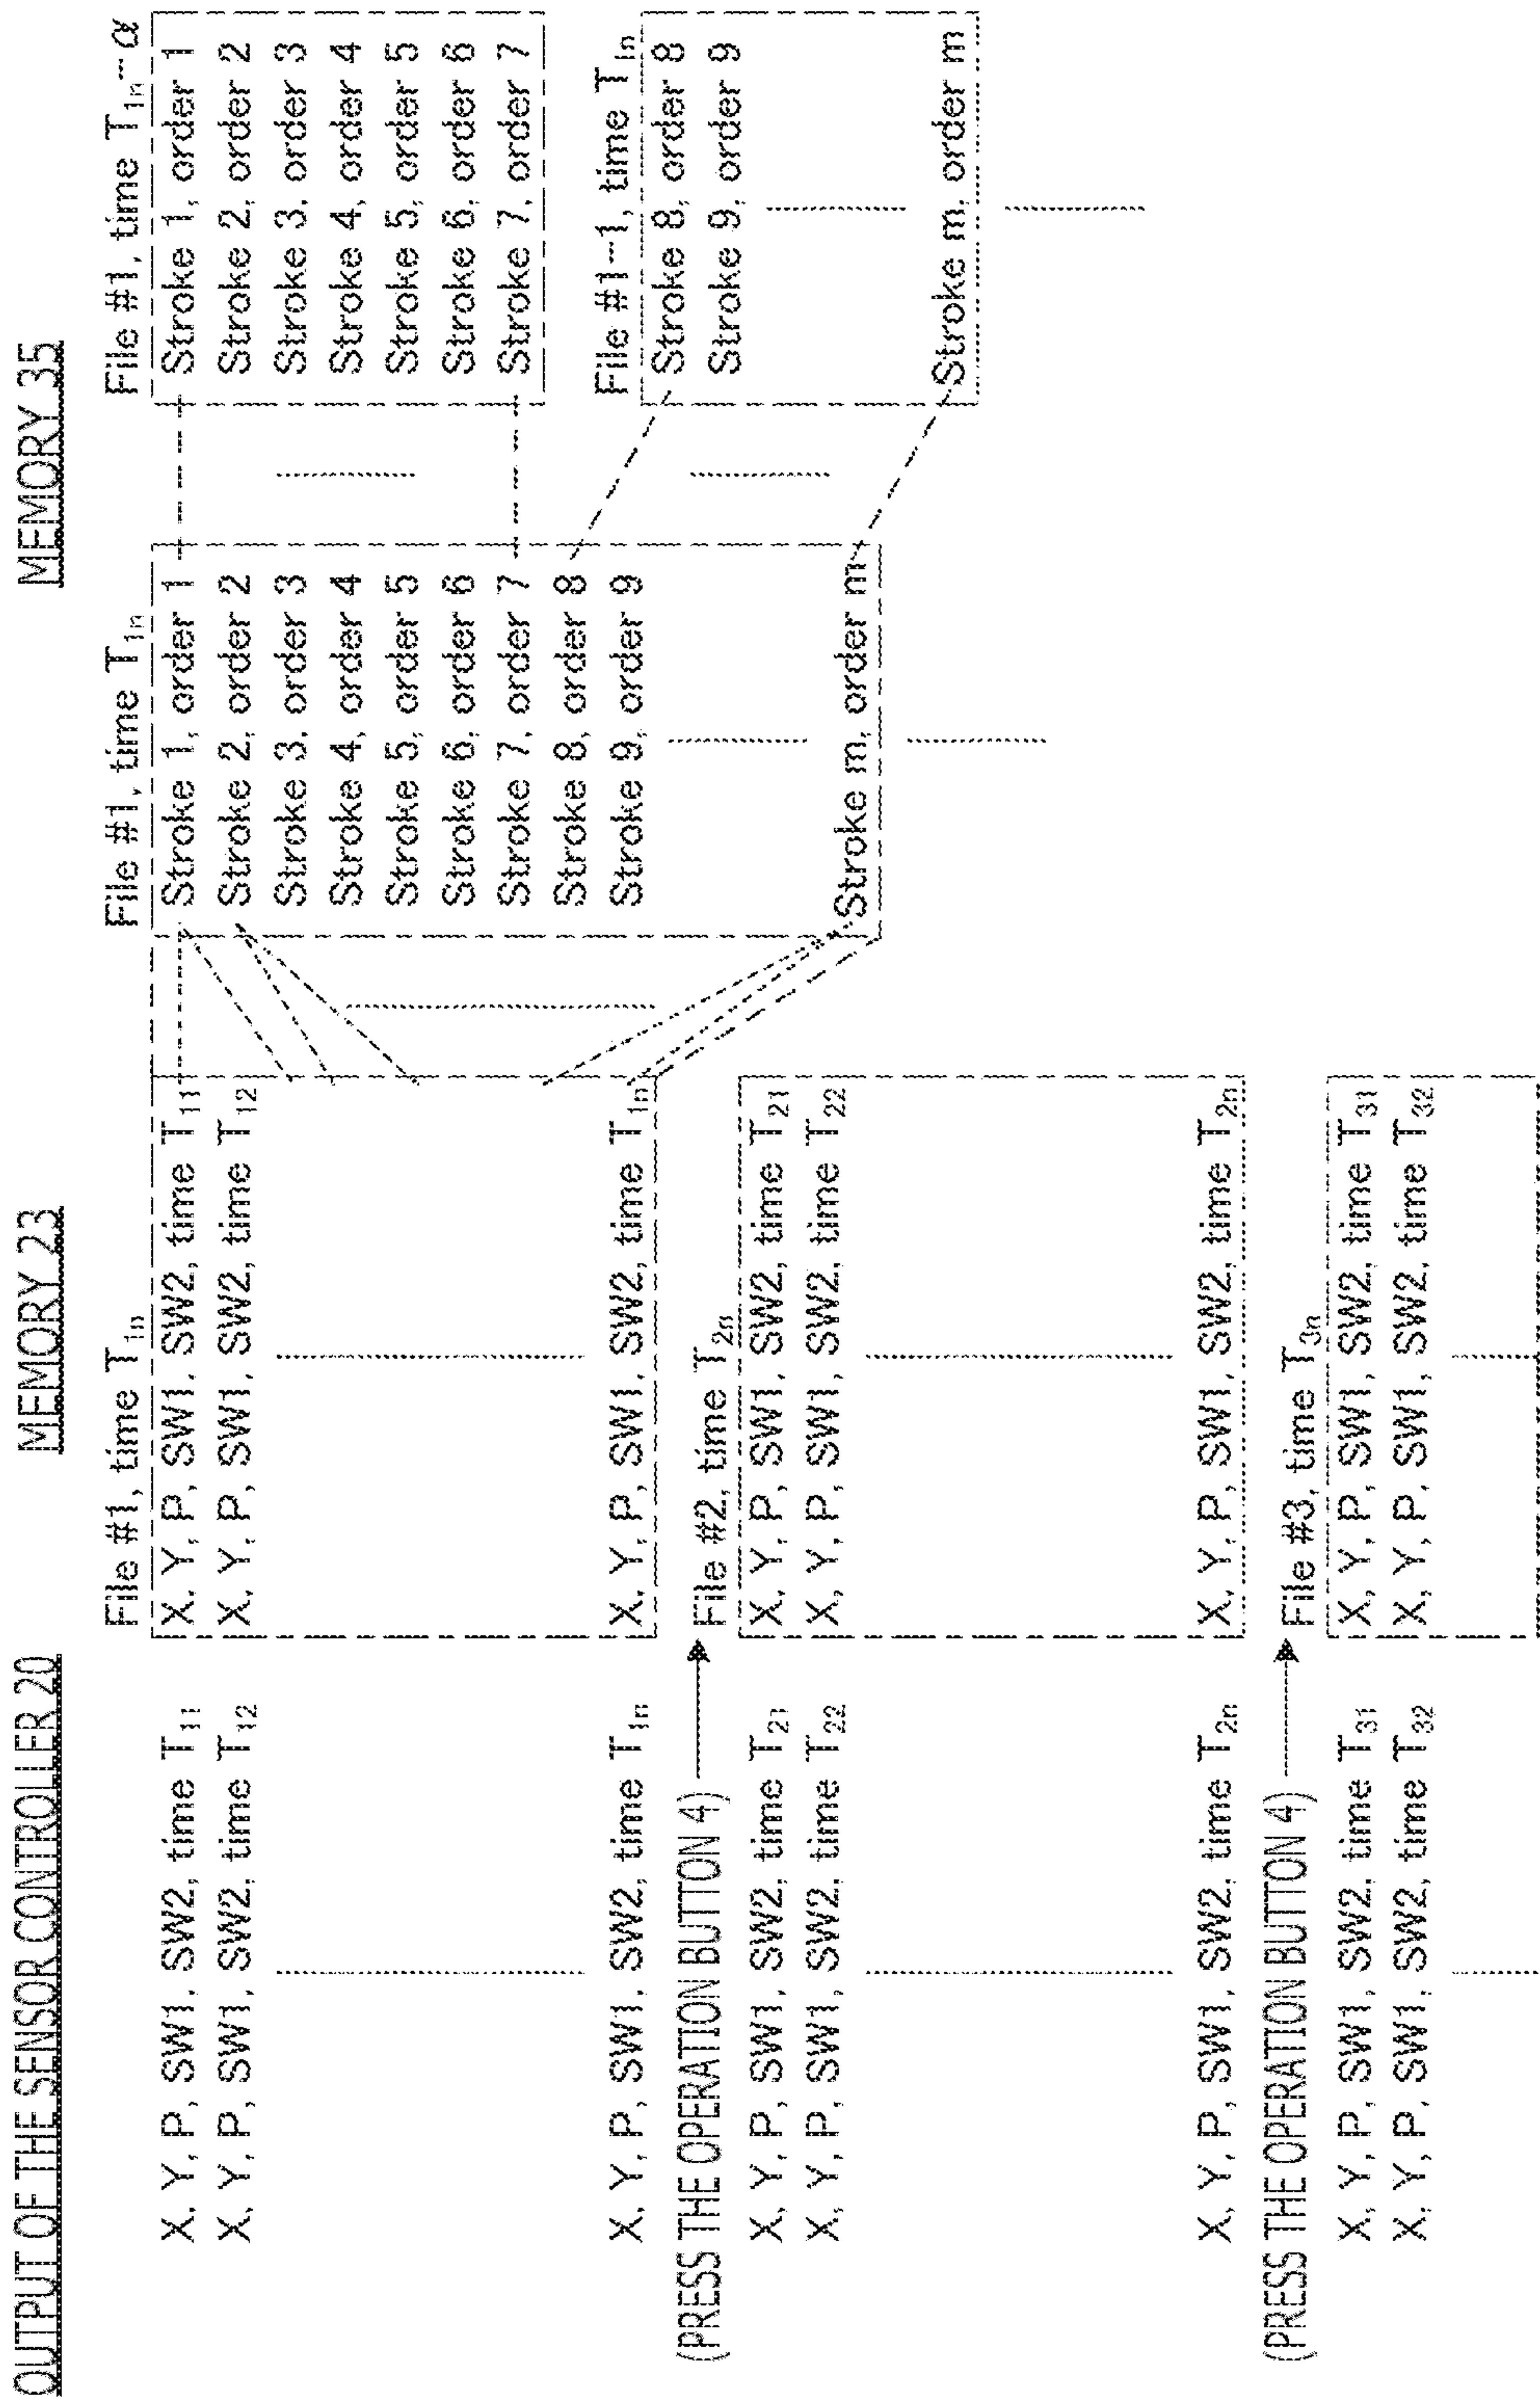 OUTPUT OF THE SENSOR CONTROLLER 20
X, Y, P, SW1, SW2, time T11
X, Y, P, SW1, SW2, time T12
X, Y, P, SW1, SW2, time T1n
(PRESS THE OPERATION BUTTON 4)
X, Y, P, SW1, SW2, time T21
X, Y, P, SW1, SW2, time T22
X, Y, P, SW1, SW2, time T2n
(PRESS THE OPERATION BUTTON 4)
X, Y, P, SW1, SW2, time T31
X, Y, P, SW1, SW2, time T32
MEMORY 23
File #1, time T1n
X, Y, P, SW1, SW2, time T11
X, Y, P, SW1, SW2, time T12
X, Y, P, SW1, SW2, time T1n
File #2, time T2n
X, Y, P, SW1, SW2, time T21
X, Y, P, SW1, SW2, time T22
X, Y, P, SW1, SW2, time T2n
File #3, time T3n
X, Y, P, SW1, SW2, time T31
X, Y, P, SW1, SW2, time T32
MEMORY 35
File #1, time T1n
Stroke 1, order 1
Stroke 2, order 2
Stroke 3, order 3
Stroke 4, order 4
Stroke 5, order 5
Stroke 6, order 6
Stroke 7, order 7
Stroke 8, order 8
Stroke 9, order 9
Stroke m, order m
File #1, time T1n-α
Stroke 1, order 1
Stroke 2, order 2
Stroke 3, order 3
Stroke 4, order 4
Stroke 5, order 5
Stroke 6, order 6
Stroke 7, order 7
File #1-1, time T1n
Stroke 8, order 8
Stroke 9, order 9
Stroke m, order m